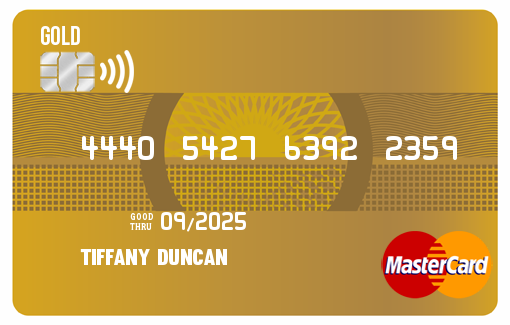 GOLD
4440 5427 6392 2359
GOOD THRU 09/2025
TIFFANY DUNCAN
MasterCard